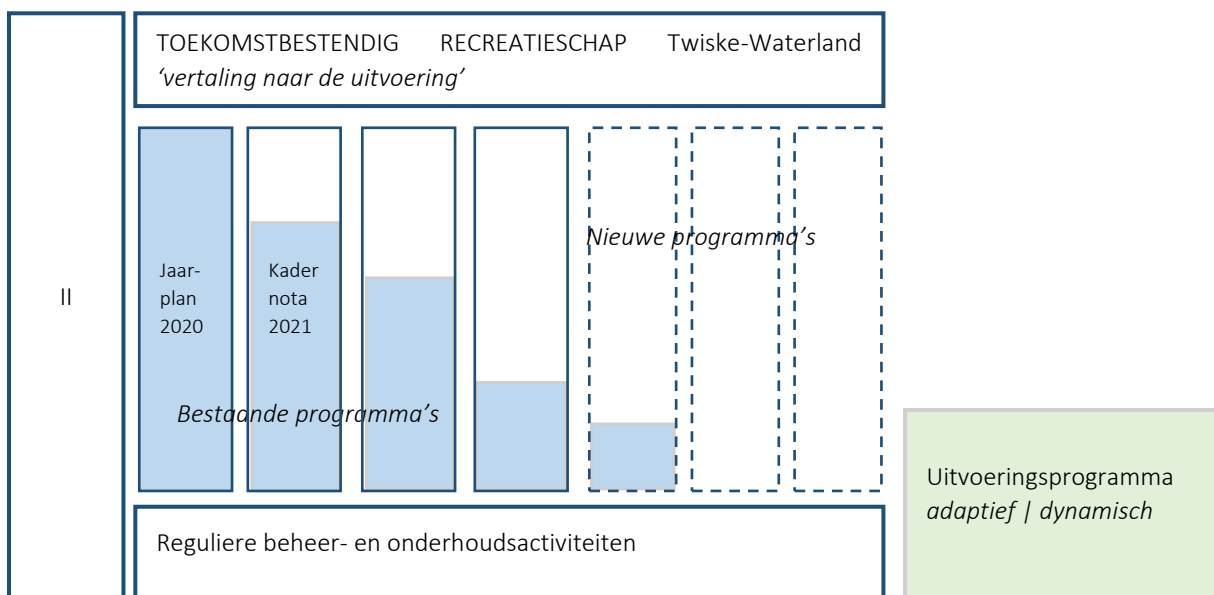 TOEKOMSTBESTENDIG RECREATIESCHAP Twiske-Waterland
‘vertaling naar de uitvoering’
Nieuwe programma’s
II
Jaar-
plan
2020
Kader
nota
2021
Bestaande programma’s
Uitvoeringsprogramma
adaptief | dynamisch
Reguliere beheer- en onderhoudsactiviteiten